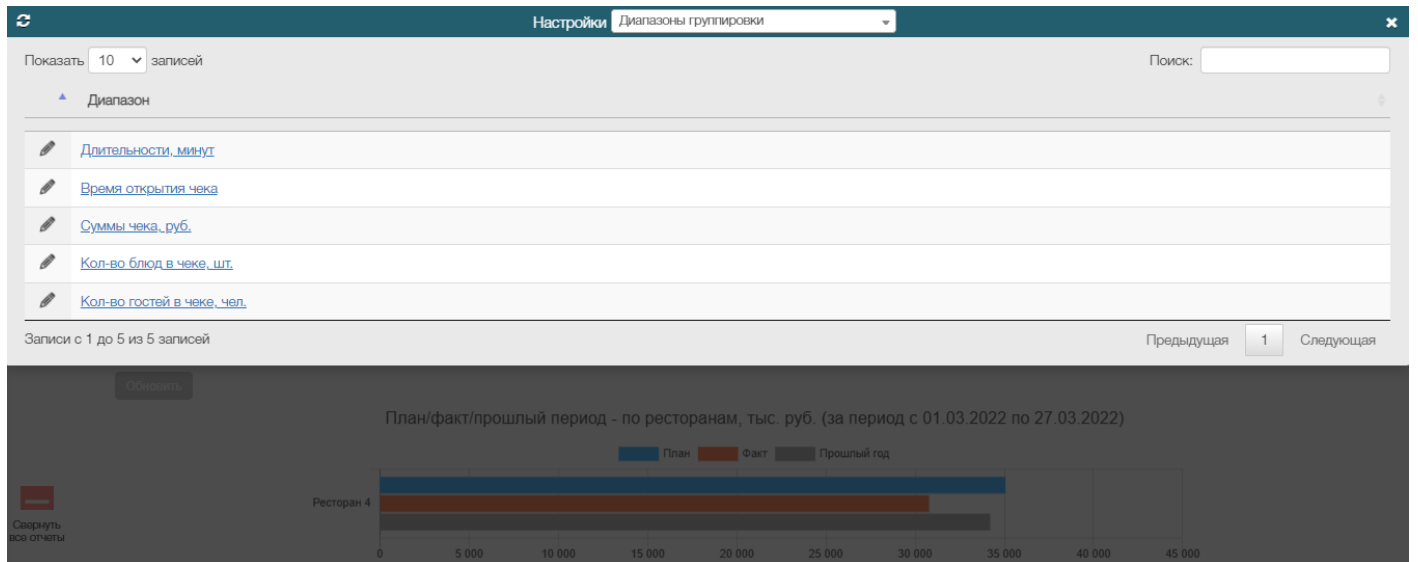 Настройки Диапазоны группировки
Показать 10 записей Поиск:
Диапазон
Длительности, минут
Время открытия чека
Суммы чека, руб.
Кол-во блюд в чеке, шт.
Кол-во гостей в чеке, чел.
Записи с 1 до 5 из 5 записей Предыдущая 1 Следующая
Обновить
План/факт/прошлый период - по ресторанам, тыс. руб. (за период с 01.03.2022 по 27.03.2022)
План Факт Прошлый год
Ресторан 4
Свернуть
все отчеты
0 5 000 10 000 15 000 20 000 25 000 30 000 35 000 40 000 45 000